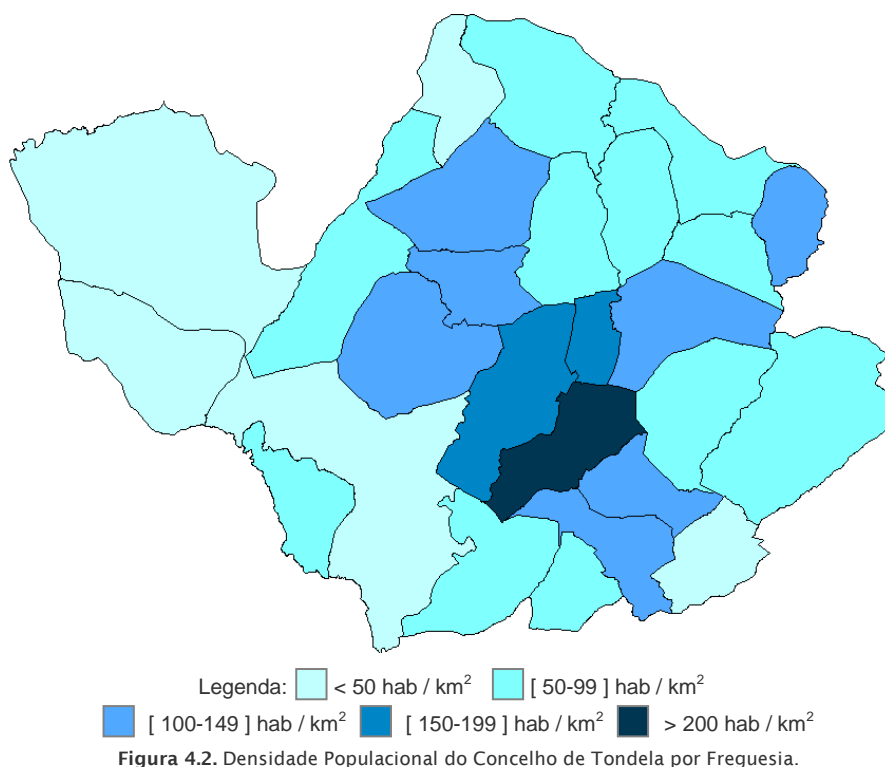 Legenda: < 50 hab / km² [ 50-99 ] hab / km²
[ 100-149 ] hab / km² [ 150-199 ] hab / km² > 200 hab / km²
Figura 4.2. Densidade Populacional do Concelho de Tondela por Freguesia.